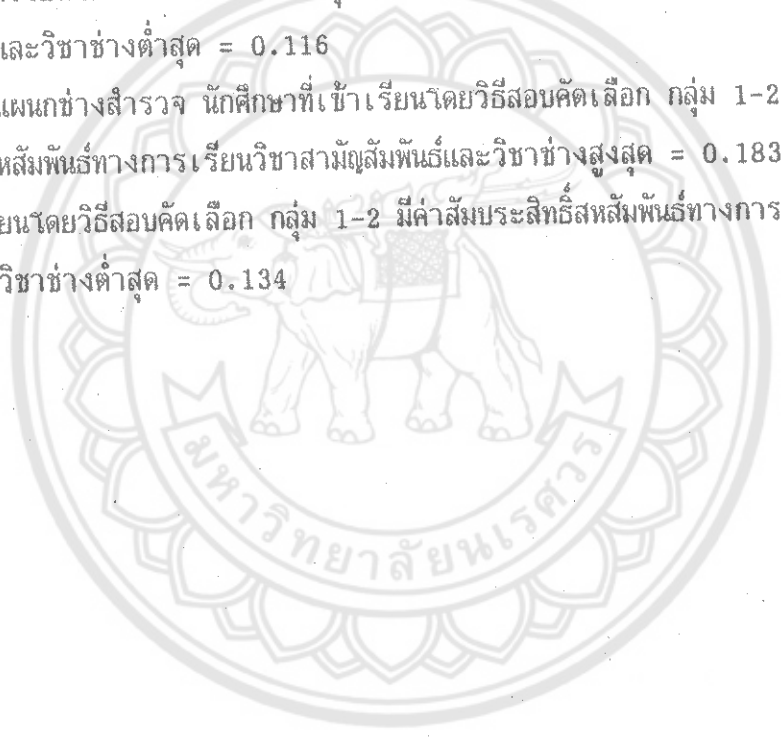 และวิชาช่างต่ำสุด = 0.116
แผนกช่างสำรวจ นักศึกษาที่เข้าเรียนโดยวิธีสอบคัดเลือก กลุ่ม 1-2
หสัมพันธ์ทางการเรียนวิชาสามัญสัมพันธ์และวิชาช่างสูงสุด = 0.183
ยนโดยวิธีสอบคัดเลือก กลุ่ม 1-2 มีค่าสัมประสิทธิ์สหสัมพันธ์ทางการ
วิชาช่างต่ำสุด = 0.134
มหาวิทยาลัยนเรศวร